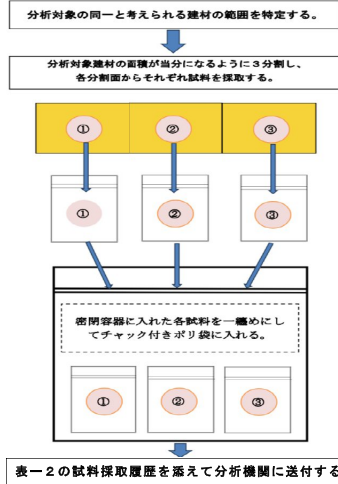 分析対象の同一と考えられる建材の範囲を特定する。
分析対象建材の面積が当分になるように３分割し、
各分割面からそれぞれ試料を採取する。
① ② ③
① ② ③
密閉容器に入れた各試料を一纏めにし
てチャック付きポリ袋に入れる。
① ② ③
表－２の試料採取履歴を添えて分析機関に送付する